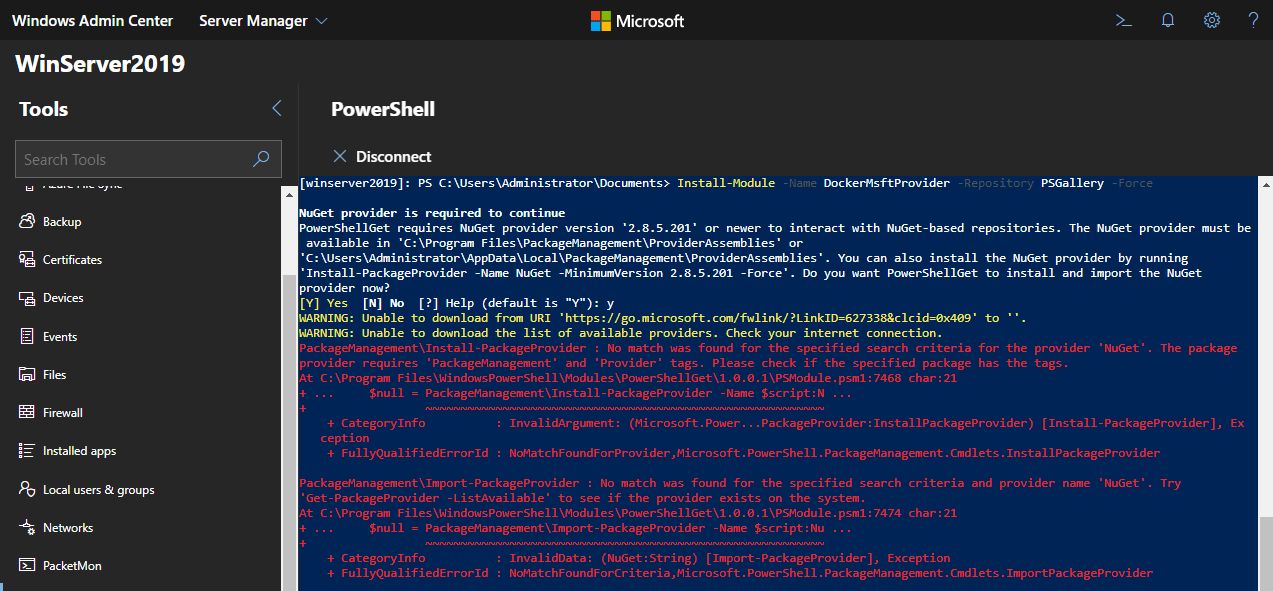 Windows Admin Center Server Manager Microsoft
WinServer2019
Tools
PowerShell
Search Tools
Disconnect
Azure File Sync
Backup
Certificates
Devices
Events
Files
Firewall
Installed apps
Local users & groups
Networks
PacketMon
[winserver2019]: PS C:\Users\Administrator\Documents> Install-Module -Name DockerMsftProvider -Repository PSGallery -Force
NuGet provider is required to continue
PowerShellGet requires NuGet provider version '2.8.5.201' or newer to interact with NuGet-based repositories. The NuGet provider must be
 available in 'C:\Program Files\PackageManagement\ProviderAssemblies' or
'C:\Users\Administrator\AppData\Local\PackageManagement\ProviderAssemblies'. You can also install the NuGet provider by running
'Install-PackageProvider -Name NuGet -MinimumVersion 2.8.5.201 -Force'. Do you want PowerShellGet to install and import the NuGet
provider now?
[Y] Yes  [N] No  [?] Help (default is "Y"): y
WARNING: Unable to download from URI 'https://go.microsoft.com/fwlink/?LinkID=627338&clcid=0x409' to ''.
WARNING: Unable to download the list of available providers. Check your internet connection.
PackageManagement\Install-PackageProvider : No match was found for the specified search criteria for the provider 'NuGet'. The package
provider requires 'PackageManagement' and 'Provider' tags. Please check if the specified package has the tags.
At C:\Program Files\WindowsPowerShell\Modules\PowerShellGet\1.0.0.1\PSModule.psm1:7468 char:21
+ ...     $null = PackageManagement\Install-PackageProvider -Name $script:N ...
+                 ~~~~~~~~~~~~~~~~~~~~~~~~~~~~~~~~~~~~~~~~~~~~~~~~~~~~~~~~~
    + CategoryInfo          : InvalidArgument: (Microsoft.Power...PackageProvider:InstallPackageProvider) [Install-PackageProvider], Ex
   ception
    + FullyQualifiedErrorId : NoMatchFoundForProvider,Microsoft.PowerShell.PackageManagement.Cmdlets.InstallPackageProvider
PackageManagement\Import-PackageProvider : No match was found for the specified search criteria and provider name 'NuGet'. Try
'Get-PackageProvider -ListAvailable' to see if the provider exists on the system.
At C:\Program Files\WindowsPowerShell\Modules\PowerShellGet\1.0.0.1\PSModule.psm1:7474 char:21
+ ...     $null = PackageManagement\Import-PackageProvider -Name $script:Nu ...
+                 ~~~~~~~~~~~~~~~~~~~~~~~~~~~~~~~~~~~~~~~~~~~~~~~~~~~~~~~~~
    + CategoryInfo          : InvalidData: (NuGet:String) [Import-PackageProvider], Exception
    + FullyQualifiedErrorId : NoMatchFoundForCriteria,Microsoft.PowerShell.PackageManagement.Cmdlets.ImportPackageProvider